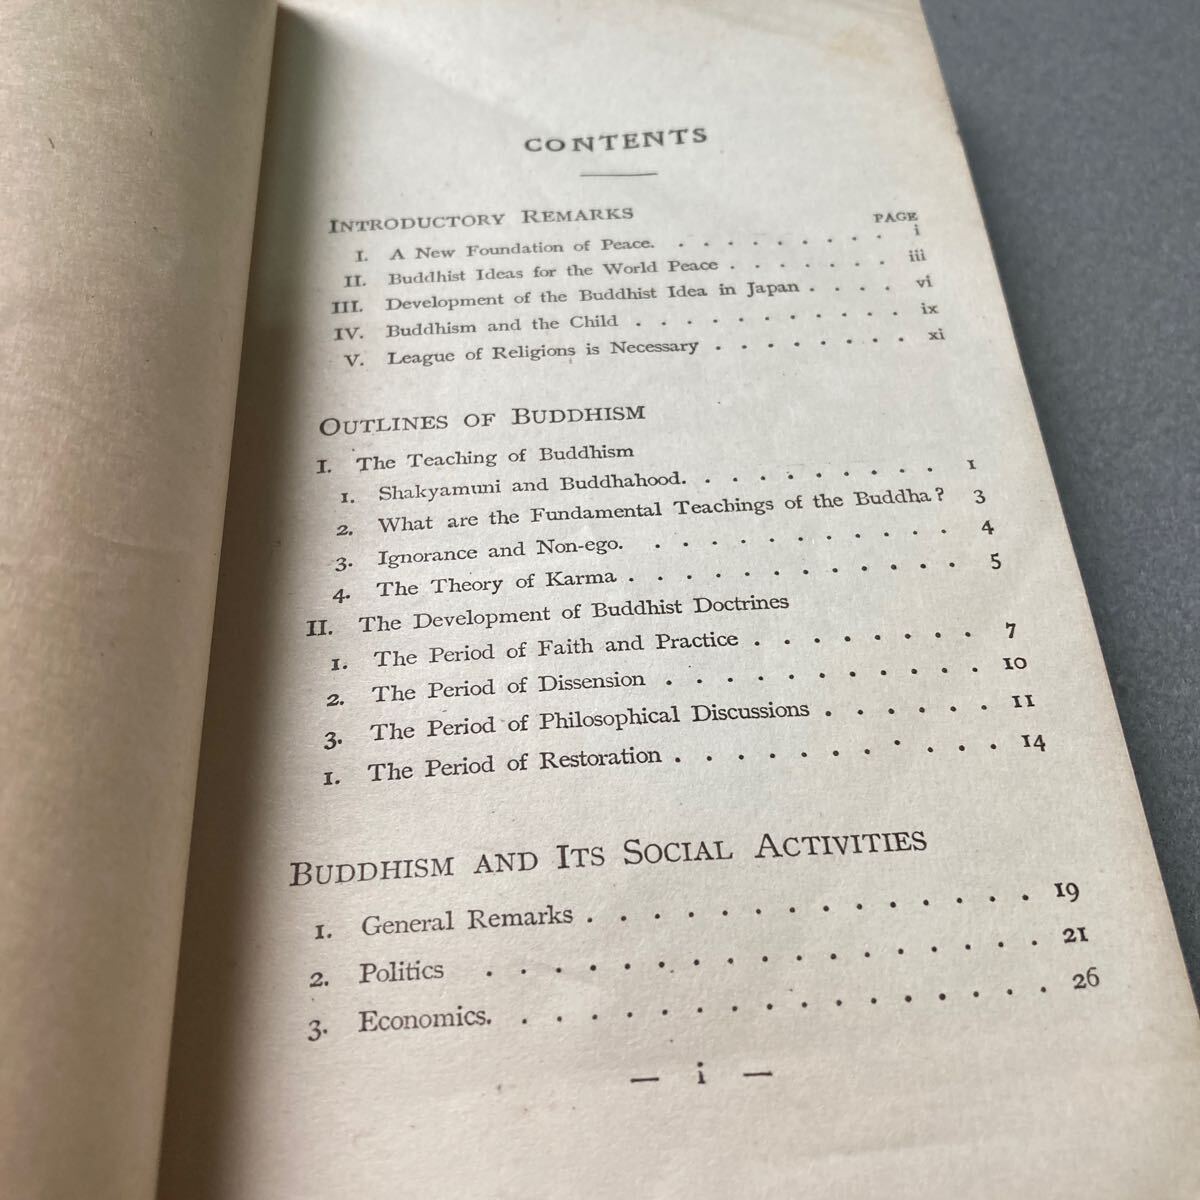 CONTENTS
INTRODUCTORY REMARKS PAGE
I. A New Foundation of Peace. . . . . . . . . . i
II. Buddhist Ideas for the World Peace . . . . . . . iii
III. Development of the Buddhist Idea in Japan . . . . vi
IV. Buddhism and the Child . . . . . . . . . . . ix
V. League of Religions is Necessary . . . . . . . . xi
OUTLINES OF BUDDHISM
I. The Teaching of Buddhism
1. Shakyamuni and Buddhahood. . . . . . . . . . 1
2. What are the Fundamental Teachings of the Buddha? 3
3. Ignorance and Non-ego. . . . . . . . . . . . 4
4. The Theory of Karma . . . . . . . . . . . . 5
II. The Development of Buddhist Doctrines
1. The Period of Faith and Practice . . . . . . . . 7
2. The Period of Dissension . . . . . . . . . . . 10
3. The Period of Philosophical Discussions . . . . . . 11
1. The Period of Restoration . . . . . . . . . . . 14
BUDDHISM AND ITS SOCIAL ACTIVITIES
1. General Remarks . . . . . . . . . . . . . . 19
2. Politics . . . . . . . . . . . . . . . . . 21
3. Economics. . . . . . . . . . . . . . . . . 26
— i —